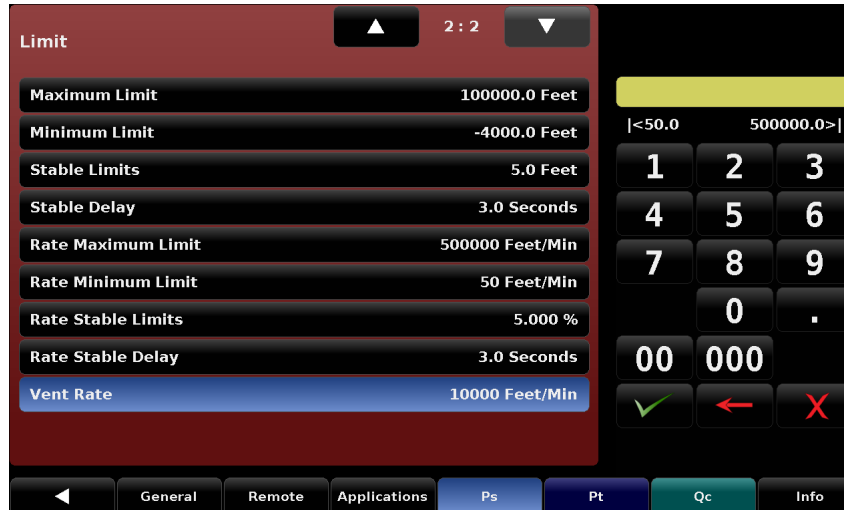 Limit
2 : 2
Maximum Limit 100000.0 Feet
Minimum Limit -4000.0 Feet
Stable Limits 5.0 Feet
Stable Delay 3.0 Seconds
Rate Maximum Limit 500000 Feet/Min
Rate Minimum Limit 50 Feet/Min
Rate Stable Limits 5.000 %
Rate Stable Delay 3.0 Seconds
Vent Rate 10000 Feet/Min
|<50.0 500000.0>|
1 2 3
4 5 6
7 8 9
0 .
00 000
X
General Remote Applications Ps Pt Qc Info